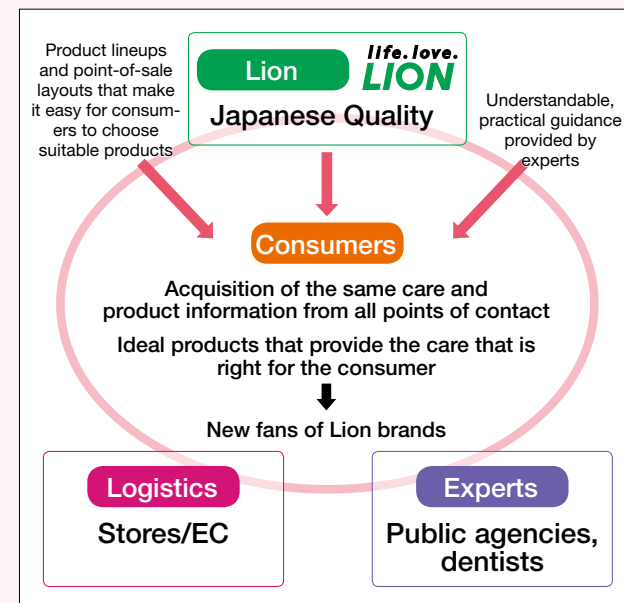 Product lineups
and point-of-sale
layouts that make
it easy for consum-
ers to choose
suitable products
Lion
life.love.
LION
Japanese Quality
Understandable,
practical guidance
provided by
experts
Consumers
Acquisition of the same care and
product information from all points of contact
Ideal products that provide the care that is
right for the consumer
New fans of Lion brands
Logistics
Stores/EC
Experts
Public agencies,
dentists